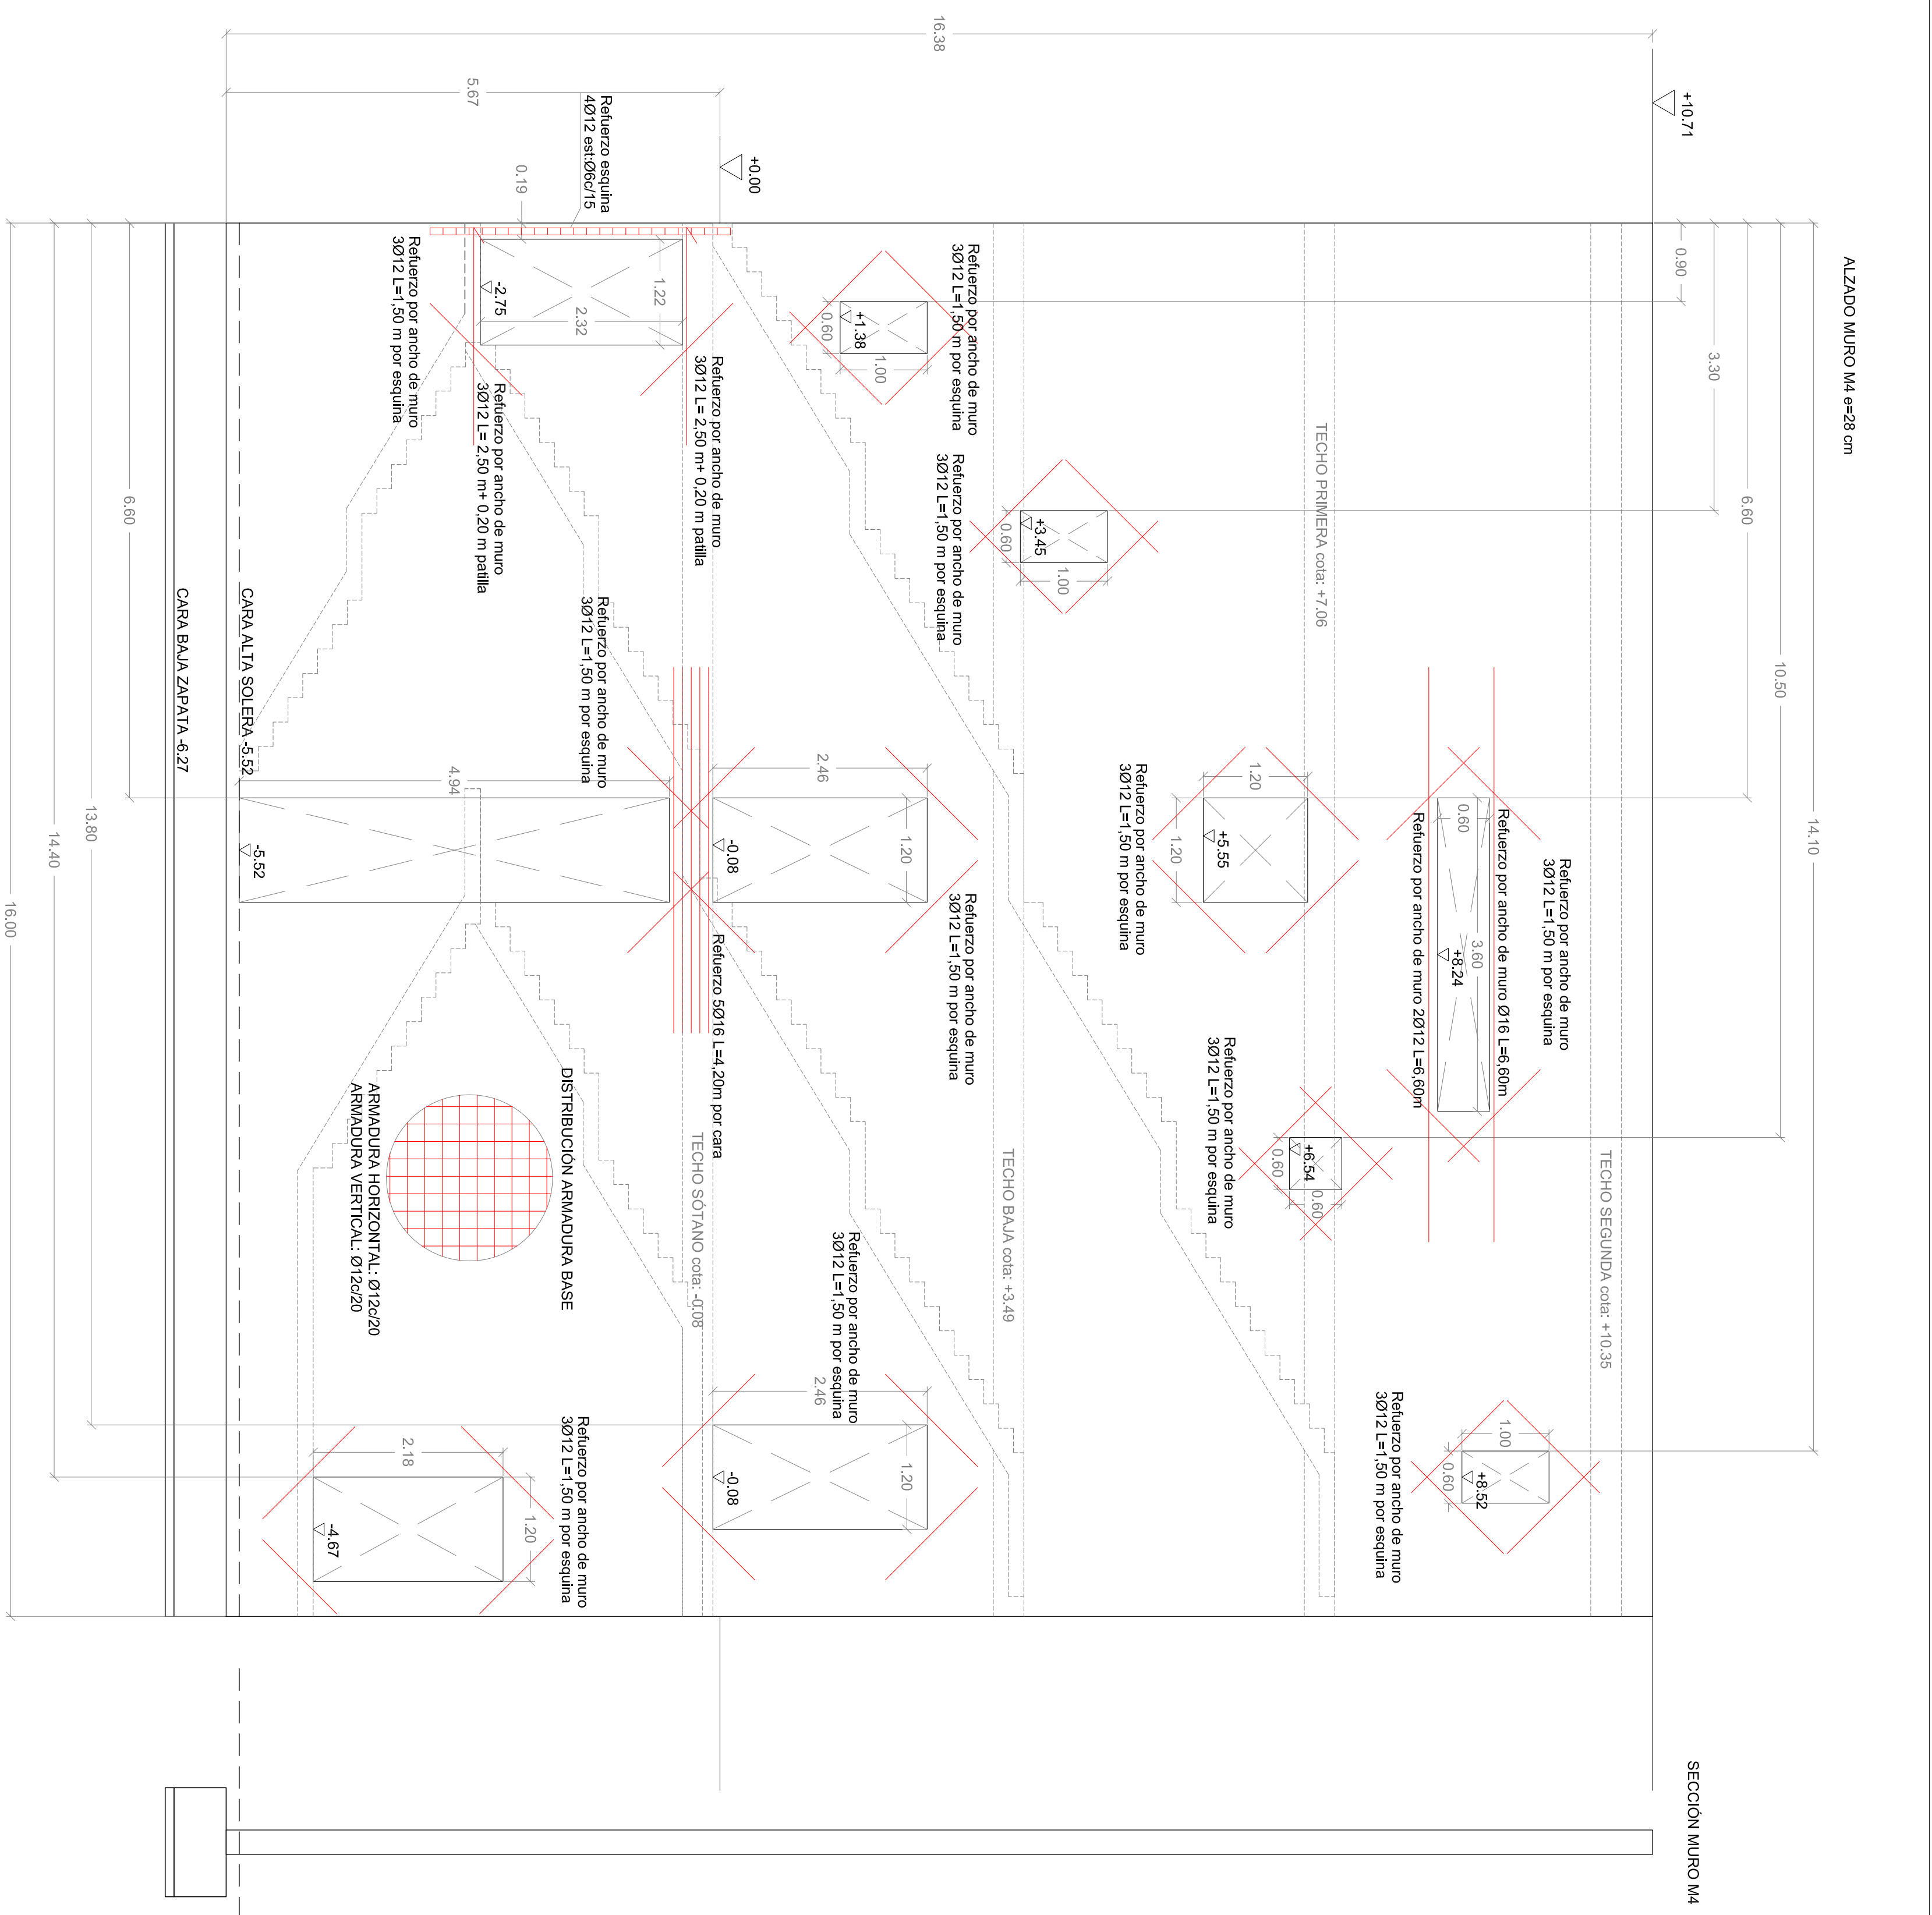 ALZADO MURO M4 e=28 cm
SECCIÓN MURO M4
+10.71
+0.00
16.38
5.67
0.90
3.30
6.60
10.50
14.10
TECHO SEGUNDA cota: +10.35
TECHO PRIMERA cota: +7.06
TECHO BAJA cota: +3.49
TECHO SÓTANO cota: -0.08
Refuerzo por ancho de muro
3Ø12 L=1,50 m por esquina
Refuerzo por ancho de muro Ø16 L=6,60m
0.60
3.60
+8.24
Refuerzo por ancho de muro 2Ø12 L=6,60m
1.00
0.60
+8.52
Refuerzo por ancho de muro
3Ø12 L=1,50 m por esquina
+6.54
0.60
0.60
Refuerzo por ancho de muro
3Ø12 L=1,50 m por esquina
1.20
+5.55
1.20
Refuerzo por ancho de muro
3Ø12 L=1,50 m por esquina
+3.45
0.60
1.00
Refuerzo por ancho de muro
3Ø12 L=1,50 m por esquina
+1.38
0.60
1.00
Refuerzo por ancho de muro
3Ø12 L=1,50 m por esquina
Refuerzo por ancho de muro
3Ø12 L=1,50 m por esquina
2.46
1.20
-0.08
Refuerzo por ancho de muro
3Ø12 L=1,50 m por esquina
2.46
1.20
-0.08
Refuerzo 5Ø16 L=4,20m por cara
Refuerzo por ancho de muro
3Ø12 L= 2,50 m+ 0,20 m patilla
Refuerzo esquina
4Ø12 est:Ø6c/15
0.19
1.22
2.32
-2.75
Refuerzo por ancho de muro
3Ø12 L= 2,50 m+ 0,20 m patilla
Refuerzo por ancho de muro
3Ø12 L=1,50 m por esquina
Refuerzo por ancho de muro
3Ø12 L=1,50 m por esquina
4.94
-5.52
DISTRIBUCIÓN ARMADURA BASE
ARMADURA HORIZONTAL: Ø12c/20
ARMADURA VERTICAL: Ø12c/20
Refuerzo por ancho de muro
3Ø12 L=1,50 m por esquina
2.18
1.20
-4.67
CARA ALTA SOLERA -5.52
CARA BAJA ZAPATA -6.27
6.60
13.80
14.40
16.00